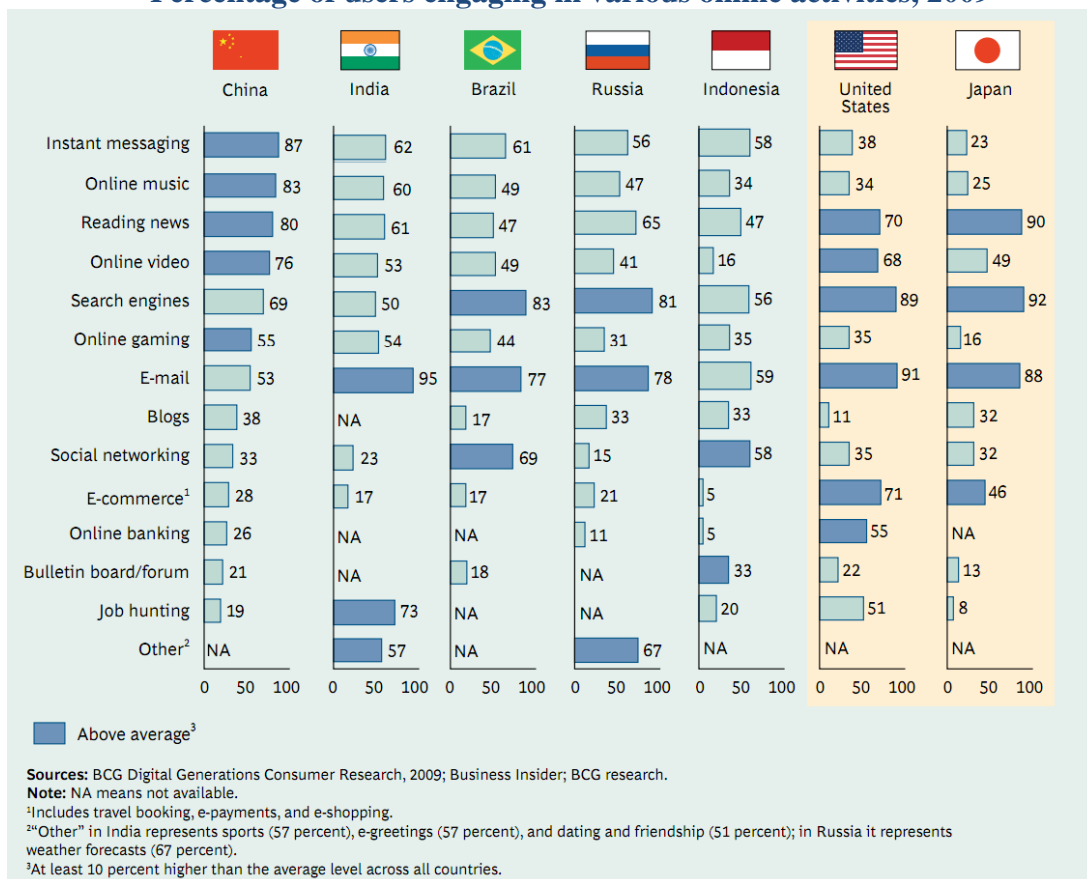 Percentage of users engaging in various online activities, 2009
China India Brazil Russia Indonesia United States Japan
Instant messaging 87 62 61 56 58 38 23
Online music 83 60 49 47 34 34 25
Reading news 80 61 47 65 47 70 90
Online video 76 53 49 41 16 68 49
Search engines 69 50 83 81 56 89 92
Online gaming 55 54 44 31 35 35 16
E-mail 53 95 77 78 59 91 88
Blogs 38 NA 17 33 33 11 32
Social networking 33 23 69 15 58 35 32
E-commerce¹ 28 17 17 21 5 71 46
Online banking 26 NA NA 11 5 55 NA
Bulletin board/forum 21 NA 18 NA 33 22 13
Job hunting 19 73 NA NA 20 51 8
Other² NA 57 NA 67 NA NA NA
0 50 100 0 50 100 0 50 100 0 50 100 0 50 100 0 50 100 0 50 100
Above average³
Sources: BCG Digital Generations Consumer Research, 2009; Business Insider; BCG research.
Note: NA means not available.
¹Includes travel booking, e-payments, and e-shopping.
²“Other” in India represents sports (57 percent), e-greetings (57 percent), and dating and friendship (51 percent); in Russia it represents
weather forecasts (67 percent).
³At least 10 percent higher than the average level across all countries.